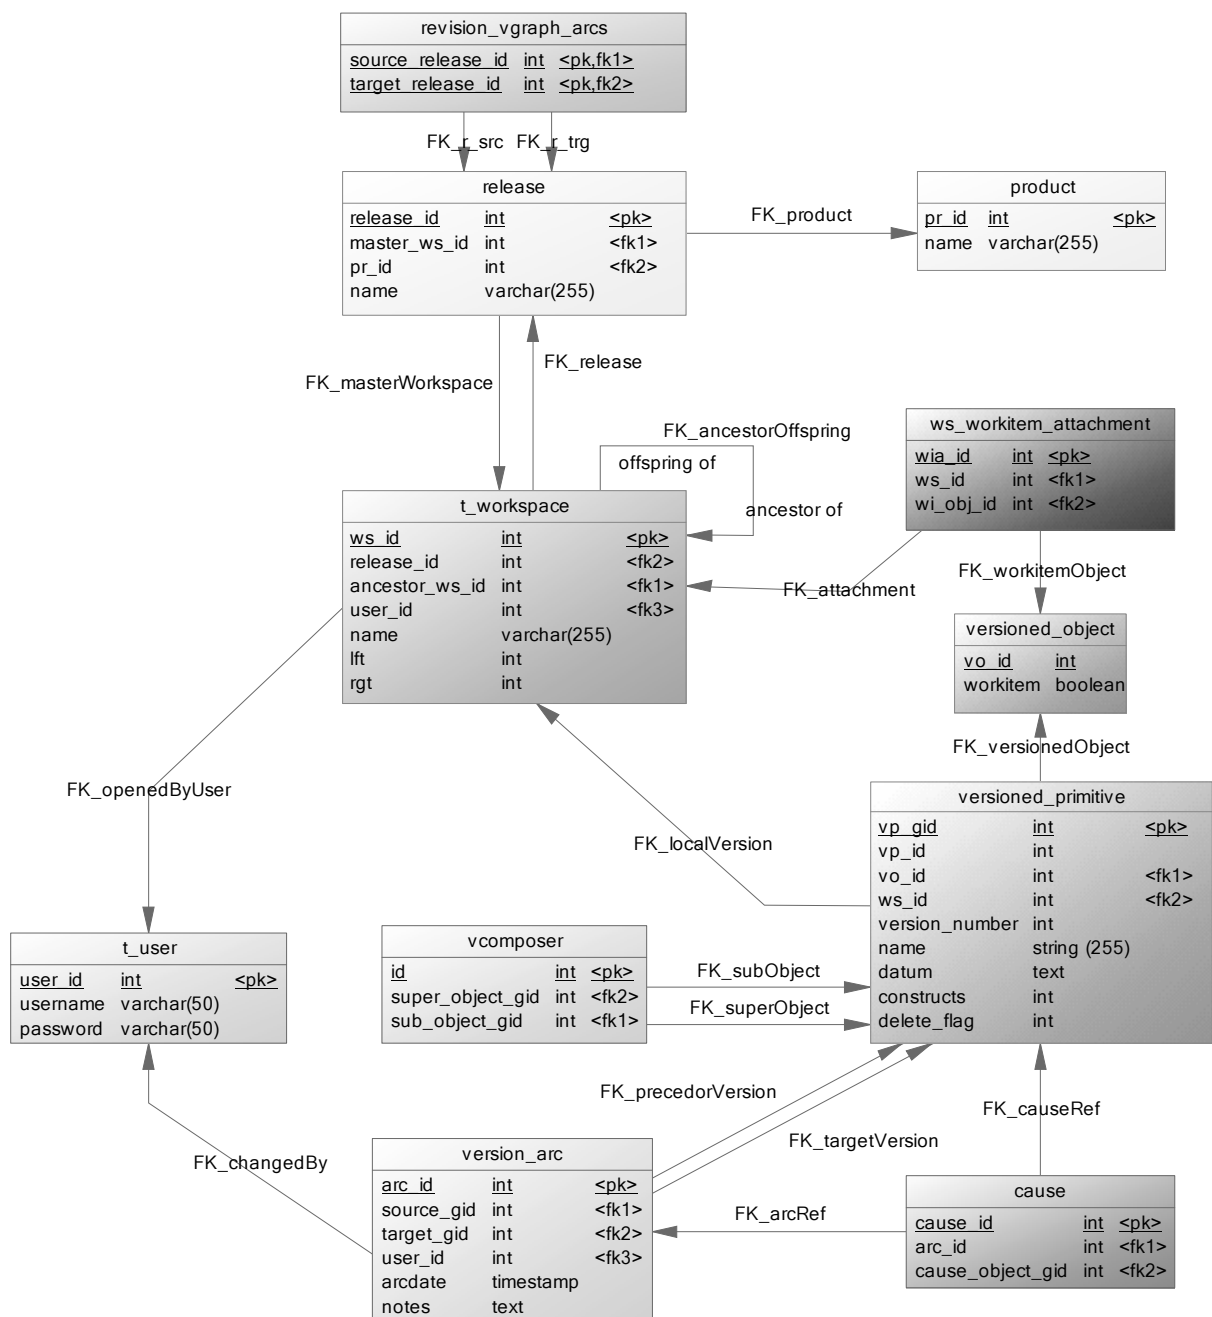 revision_vgraph_arcs
source_release_id int <pk,fk1>
target_release_id int <pk,fk2>
FK_r_src FK_r_trg
release
release_id int <pk>
master_ws_id int <fk1>
pr_id int <fk2>
name varchar(255)
FK_product
product
pr_id int <pk>
name varchar(255)
FK_release
FK_masterWorkspace
FK_ancestorOffspring
offspring of
ancestor of
ws_workitem_attachment
wia_id int <pk>
ws_id int <fk1>
wi_obj_id int <fk2>
t_workspace
ws_id int <pk>
release_id int <fk2>
ancestor_ws_id int <fk1>
user_id int <fk3>
name varchar(255)
lft int
rgt int
FK_attachment
FK_workitemObject
versioned_object
vo_id int
workitem boolean
FK_versionedObject
FK_openedByUser
FK_localVersion
versioned_primitive
vp_gid int <pk>
vp_id int
vo_id int <fk1>
ws_id int <fk2>
version_number int
name string (255)
datum text
constructs int
delete_flag int
t_user
user_id int <pk>
username varchar(50)
password varchar(50)
vcomposer
id int <pk>
super_object_gid int <fk2>
sub_object_gid int <fk1>
FK_subObject
FK_superObject
FK_precedorVersion
FK_targetVersion
FK_causeRef
FK_changedBy
version_arc
arc_id int <pk>
source_gid int <fk1>
target_gid int <fk2>
user_id int <fk3>
arcdate timestamp
notes text
FK_arcRef
cause
cause_id int <pk>
arc_id int <fk1>
cause_object_gid int <fk2>